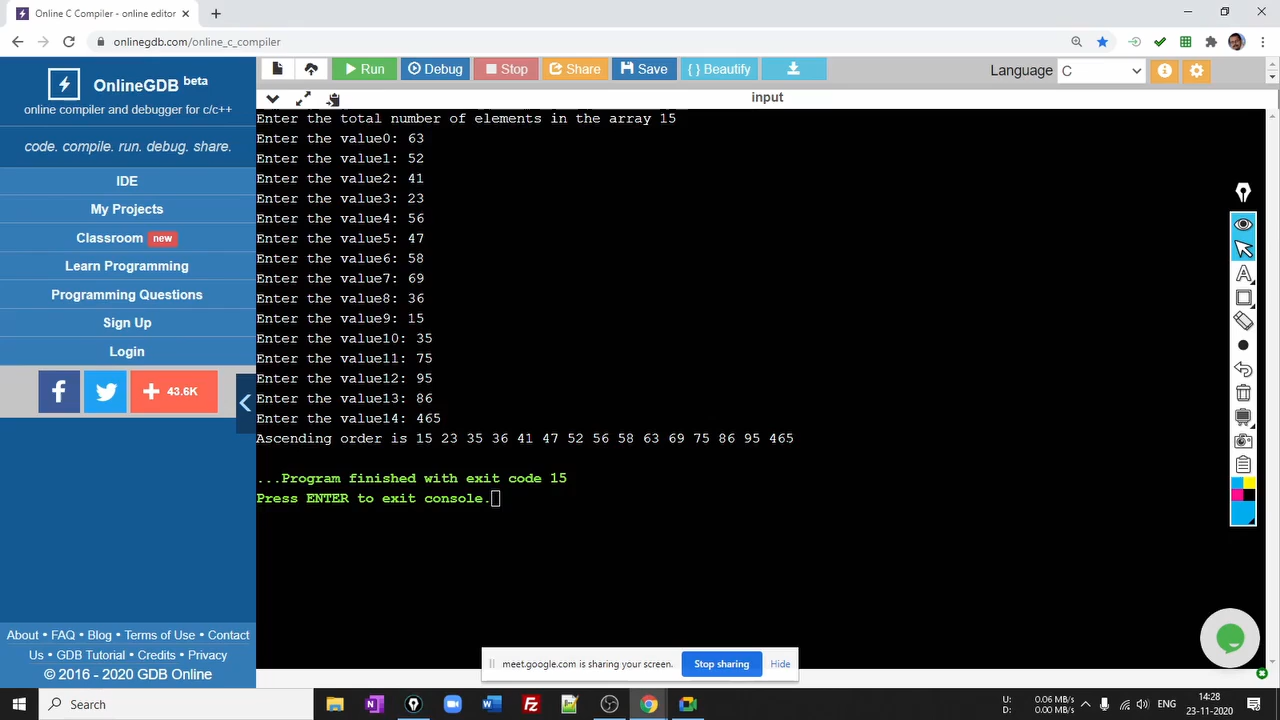 Online C Compiler - online editor
onlinegdb.com/online_c_compiler
OnlineGDB beta
online compiler and debugger for c/c++
code. compile. run. debug. share.
IDE
My Projects
Classroom new
Learn Programming
Programming Questions
Sign Up
Login
43.6K
About • FAQ • Blog • Terms of Use • Contact
Us • GDB Tutorial • Credits • Privacy
© 2016 - 2020 GDB Online
Run Debug Stop Share Save { } Beautify
Language C
input
Enter the total number of elements in the array 15
Enter the value0: 63
Enter the value1: 52
Enter the value2: 41
Enter the value3: 23
Enter the value4: 56
Enter the value5: 47
Enter the value6: 58
Enter the value7: 69
Enter the value8: 36
Enter the value9: 15
Enter the value10: 35
Enter the value11: 75
Enter the value12: 95
Enter the value13: 86
Enter the value14: 465
Ascending order is 15 23 35 36 41 47 52 56 58 63 69 75 86 95 465
...Program finished with exit code 15
Press ENTER to exit console.
meet.google.com is sharing your screen. Stop sharing Hide
Search
U: 0.06 MB/s
D: 0.00 MB/s
ENG
14:28
23-11-2020